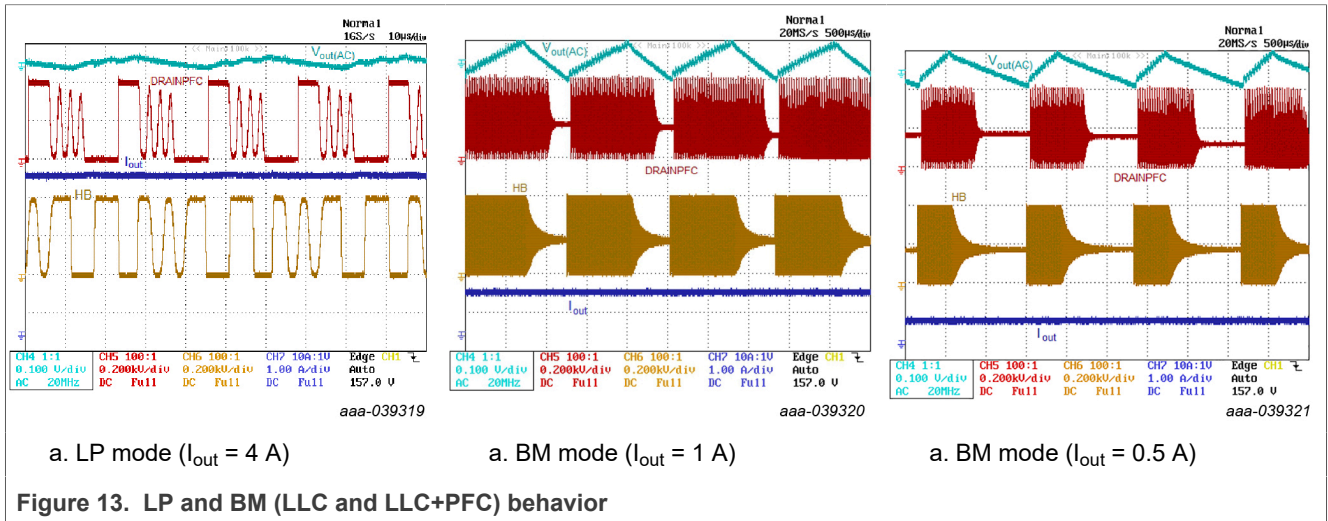 Normal
1GS/s 10µs/div
<< Main:100k >>
Vout(AC)
DRAINPFC
Iout
HB
CH4 1:1
0.100 V/div
AC 20MHz
CH5 100:1
0.200kV/div
DC Full
CH6 100:1
0.200kV/div
DC Full
CH7 10A:1V
1.00 A/div
DC Full
Edge CH1
Auto
157.0 V
aaa-039319
a. LP mode (Iout = 4 A)
Normal
20MS/s 500µs/div
<< Main:100k >>
Vout(AC)
DRAINPFC
HB
Iout
CH4 1:1
0.100 V/div
AC 20MHz
CH5 100:1
0.200kV/div
DC Full
CH6 100:1
0.200kV/div
DC Full
CH7 10A:1V
1.00 A/div
DC Full
Edge CH1
Auto
157.0 V
aaa-039320
a. BM mode (Iout = 1 A)
Normal
20MS/s 500µs/div
<< Main:100k >>
Vout(AC)
DRAINPFC
HB
Iout
CH4 1:1
0.100 V/div
AC 20MHz
CH5 100:1
0.200kV/div
DC Full
CH6 100:1
0.200kV/div
DC Full
CH7 10A:1V
1.00 A/div
DC Full
Edge CH1
Auto
157.0 V
aaa-039321
a. BM mode (Iout = 0.5 A)
Figure 13. LP and BM (LLC and LLC+PFC) behavior